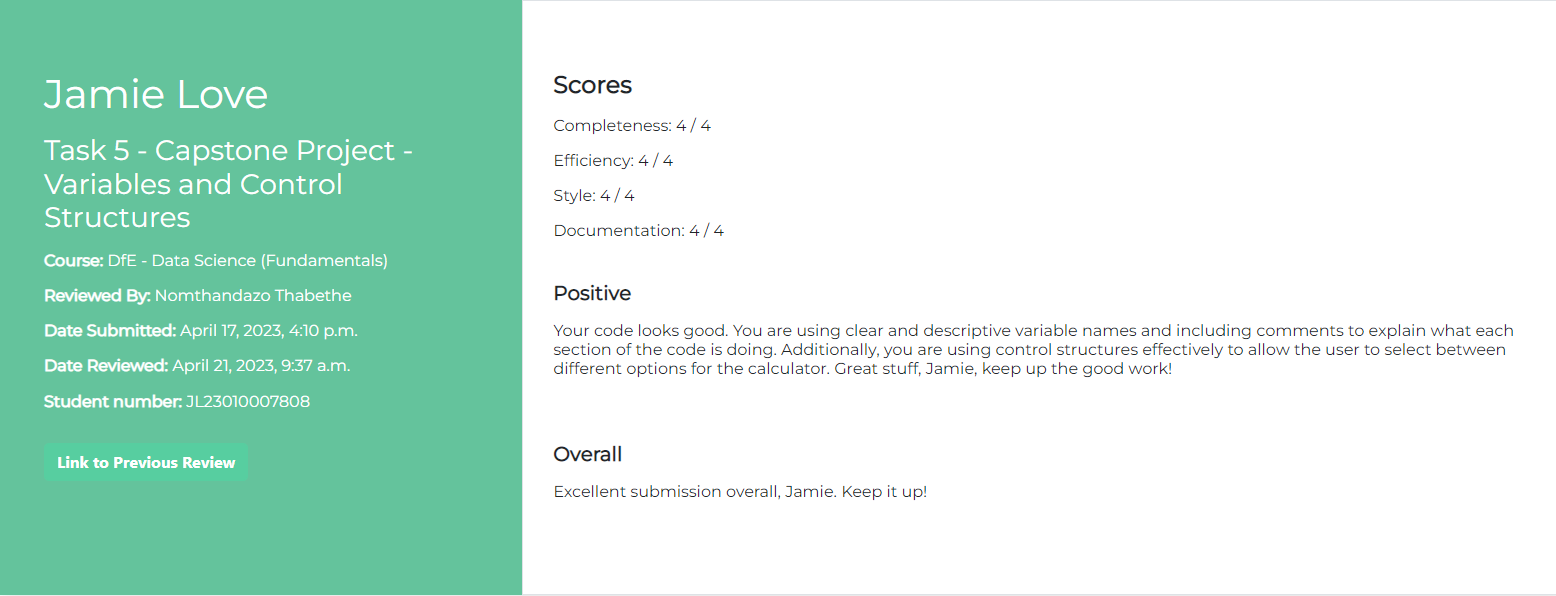 Jamie Love
Task 5 - Capstone Project -
Variables and Control
Structures
Course: DfE - Data Science (Fundamentals)
Reviewed By: Nomthandazo Thabethe
Date Submitted: April 17, 2023, 4:10 p.m.
Date Reviewed: April 21, 2023, 9:37 a.m.
Student number: JL23010007808
Link to Previous Review
Scores
Completeness: 4 / 4
Efficiency: 4 / 4
Style: 4 / 4
Documentation: 4 / 4
Positive
Your code looks good. You are using clear and descriptive variable names and including comments to explain what each
section of the code is doing. Additionally, you are using control structures effectively to allow the user to select between
different options for the calculator. Great stuff, Jamie, keep up the good work!
Overall
Excellent submission overall, Jamie. Keep it up!